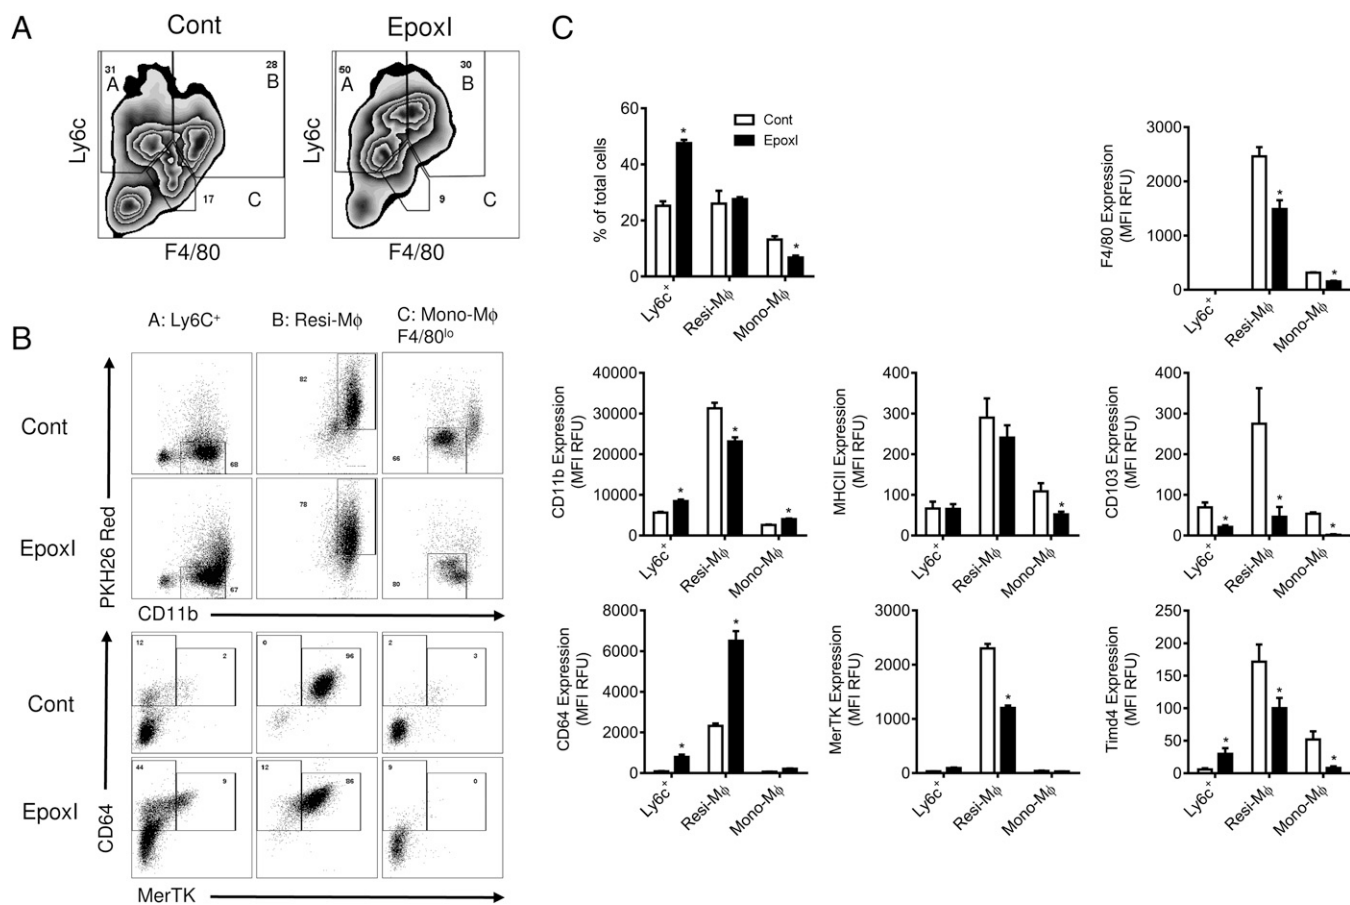 A
Cont
EpoxI
31
A
28
B
17
C
Ly6c
F4/80
50
A
30
B
9
C
Ly6c
F4/80
B
A: Ly6C+
B: Resi-Mϕ
C: Mono-Mϕ
F4/80lo
Cont
68
82
66
EpoxI
67
78
80
PKH26 Red
CD11b
Cont
12
2
0
96
2
3
EpoxI
44
9
12
86
9
0
CD64
MerTK
C
% of total cells
60
40
20
0
Cont
EpoxI
*
*
Ly6c+
Resi-Mϕ
Mono-Mϕ
F4/80 Expression
(MFI RFU)
3000
2000
1000
0
*
*
Ly6c+
Resi-Mϕ
Mono-Mϕ
CD11b Expression
(MFI RFU)
40000
30000
20000
10000
0
*
*
*
Ly6c+
Resi-Mϕ
Mono-Mϕ
MHCII Expression
(MFI RFU)
400
300
200
100
0
*
Ly6c+
Resi-Mϕ
Mono-Mϕ
CD103 Expression
(MFI RFU)
400
300
200
100
0
*
*
*
Ly6c+
Resi-Mϕ
Mono-Mϕ
CD64 Expression
(MFI RFU)
8000
6000
4000
2000
0
*
*
Ly6c+
Resi-Mϕ
Mono-Mϕ
MerTK Expression
(MFI RFU)
3000
2000
1000
0
*
Ly6c+
Resi-Mϕ
Mono-Mϕ
Timd4 Expression
(MFI RFU)
250
200
150
100
50
0
*
*
*
Ly6c+
Resi-Mϕ
Mono-Mϕ